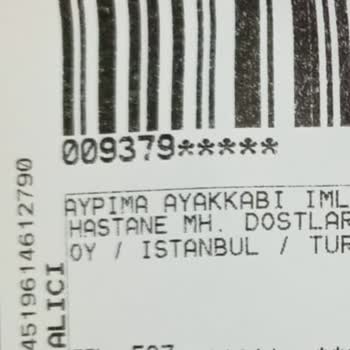 009379*****
AYPIMA AYAKKABI IML
HASTANE MH. DOSTLAR
OY / ISTANBUL / TUR
ALICI
4519614612790